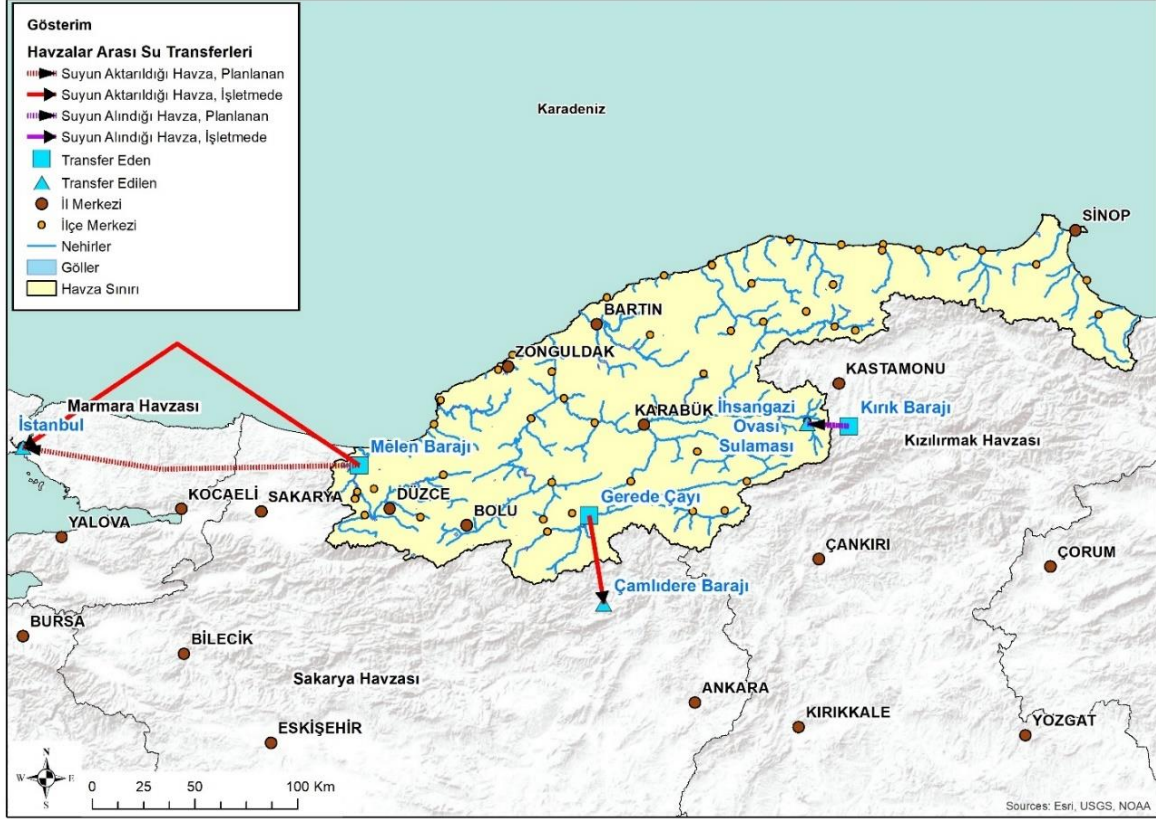 Gösterim
Havzalar Arası Su Transferleri
Suyun Aktarıldığı Havza, Planlanan
Suyun Aktarıldığı Havza, İşletmede
Suyun Alındığı Havza, Planlanan
Suyun Alındığı Havza, İşletmede
Transfer Eden
Transfer Edilen
İl Merkezi
İlçe Merkezi
Nehirler
Göller
Havza Sınırı
Karadeniz
SİNOP
BARTIN
ZONGULDAK
KASTAMONU
Marmara Havzası
İstanbul
KARABÜK
İhsangazi
Ovası
Sulaması
Kırık Barajı
Kızılırmak Havzası
Melen Barajı
KOCAELİ
SAKARYA
DÜZCE
BOLU
Gerede Çayı
YALOVA
ÇANKIRI
ÇORUM
Çamlıdere Barajı
BURSA
BİLECİK
Sakarya Havzası
ANKARA
KIRIKKALE
YOZGAT
ESKİŞEHİR
N
W
E
S
0 25 50 100 Km
Sources: Esri, USGS, NOAA